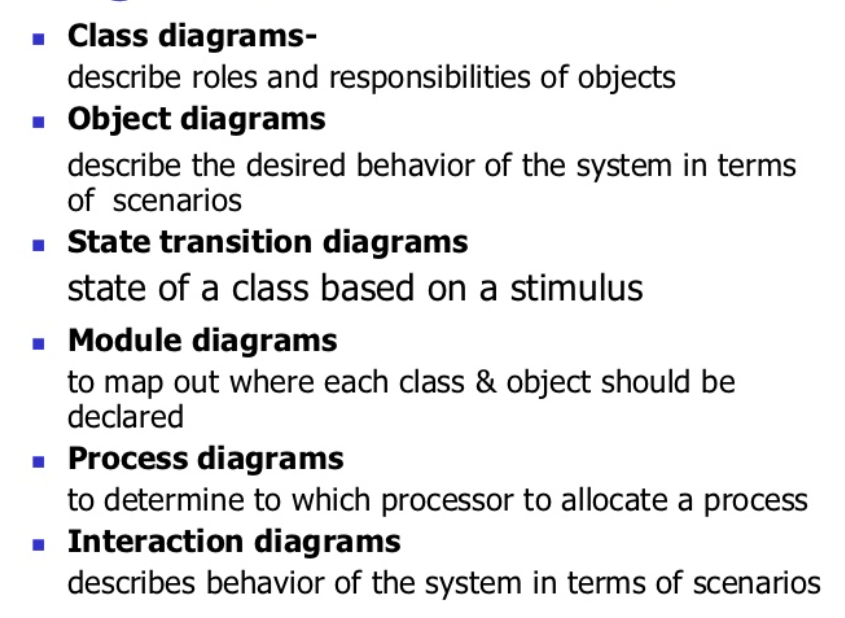 Class diagrams-
describe roles and responsibilities of objects
Object diagrams
describe the desired behavior of the system in terms
of scenarios
State transition diagrams
state of a class based on a stimulus
Module diagrams
to map out where each class & object should be
declared
Process diagrams
to determine to which processor to allocate a process
Interaction diagrams
describes behavior of the system in terms of scenarios